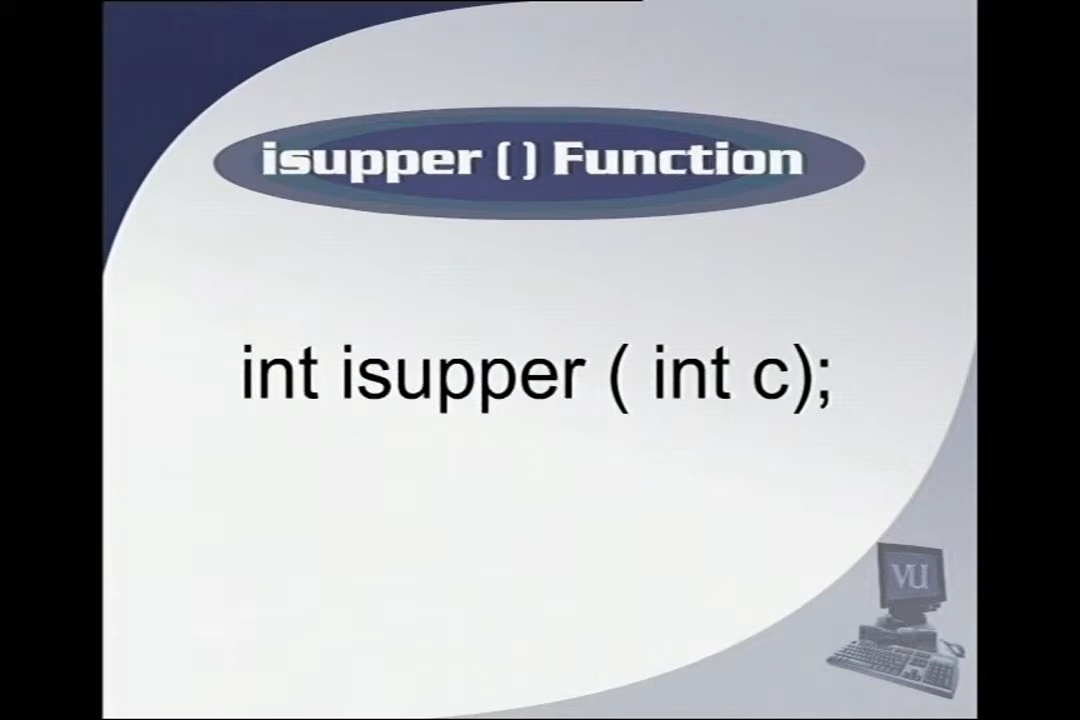 isupper ( ) Function
int isupper ( int c);
VU